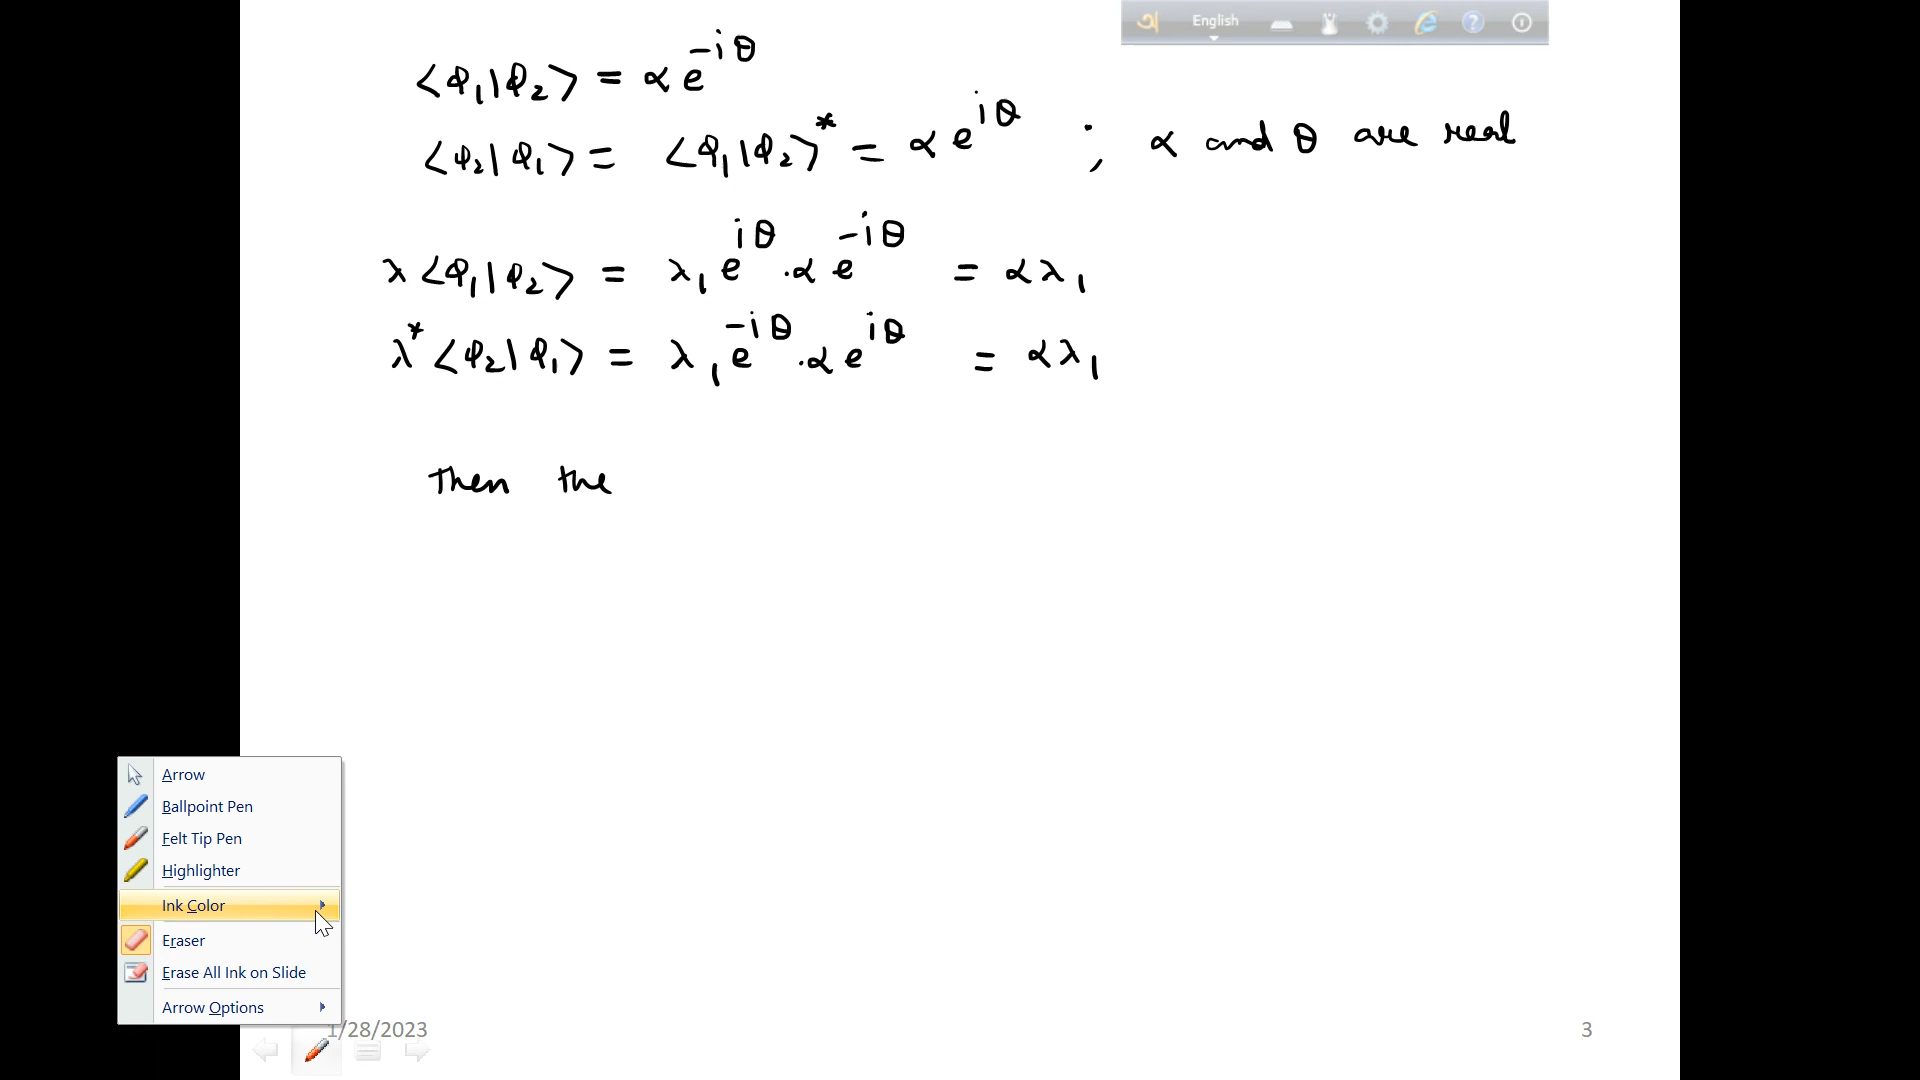 English
<φ₁|φ₂> = α e^{-iθ}
<φ₂|φ₁> = <φ₁|φ₂>* = α e^{iθ} ; α and θ are real
λ <φ₁|φ₂> = λ₁ e^{iθ} . α e^{-iθ} = α λ₁
λ* <φ₂|φ₁> = λ₁ e^{-iθ} . α e^{iθ} = α λ₁
Then the
Arrow
Ballpoint Pen
Felt Tip Pen
Highlighter
Ink Color
Eraser
Erase All Ink on Slide
Arrow Options
1/28/2023
3